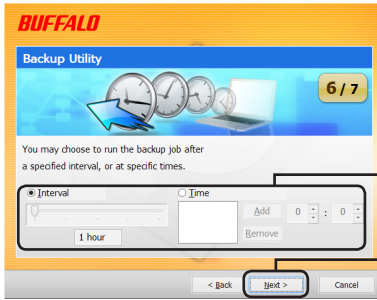 BUFFALO
Backup Utility
6 / 7
You may choose to run the backup job after
a specified interval, or at specific times.
Interval
Time
Add
0 : 0
1 hour
Remove
< Back
Next >
Cancel